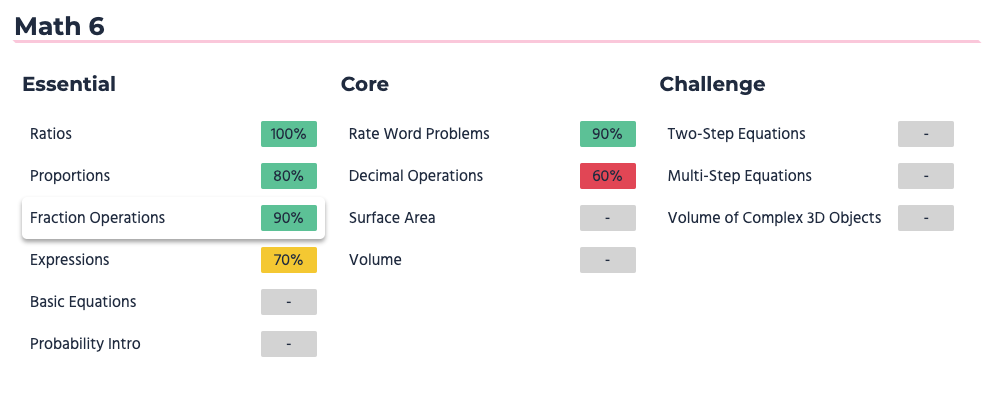 Math 6
Essential
Ratios 100%
Proportions 80%
Fraction Operations 90%
Expressions 70%
Basic Equations -
Probability Intro -
Core
Rate Word Problems 90%
Decimal Operations 60%
Surface Area -
Volume -
Challenge
Two-Step Equations -
Multi-Step Equations -
Volume of Complex 3D Objects -